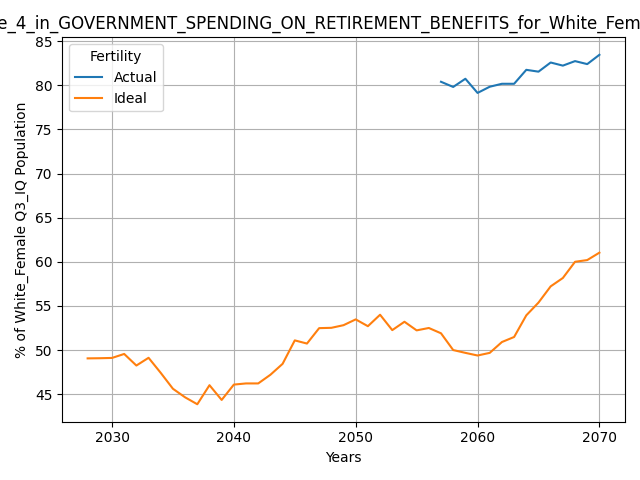 e_4_in_GOVERNMENT_SPENDING_ON_RETIREMENT_BENEFITS_for_White_Fem
Fertility
Actual
Ideal
% of White_Female Q3_IQ Population
85
80
75
70
65
60
55
50
45
2030
2040
2050
2060
2070
Years